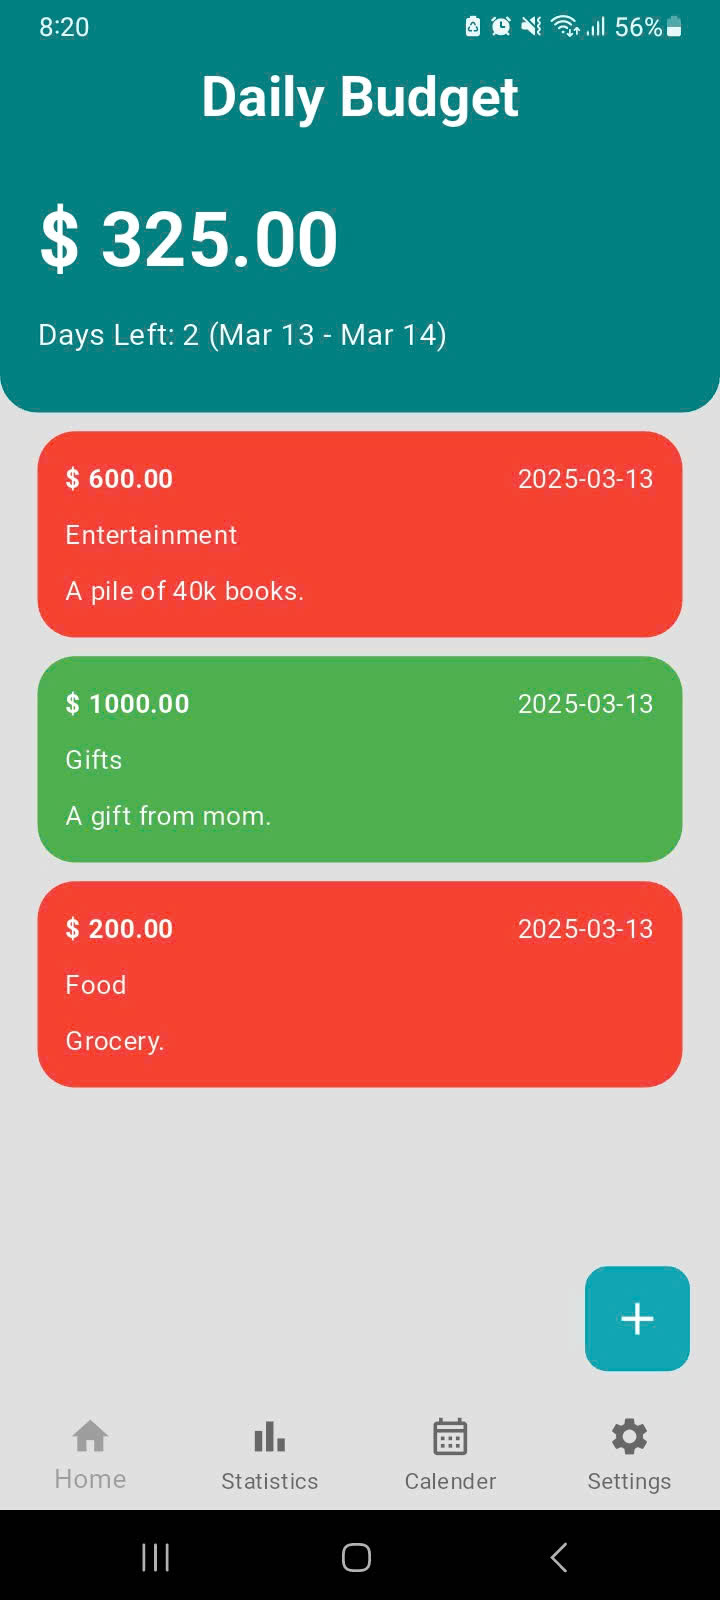 8:20 56%
Daily Budget
$ 325.00
Days Left: 2 (Mar 13 - Mar 14)
$ 600.00 2025-03-13
Entertainment
A pile of 40k books.
$ 1000.00 2025-03-13
Gifts
A gift from mom.
$ 200.00 2025-03-13
Food
Grocery.
Home Statistics Calender Settings